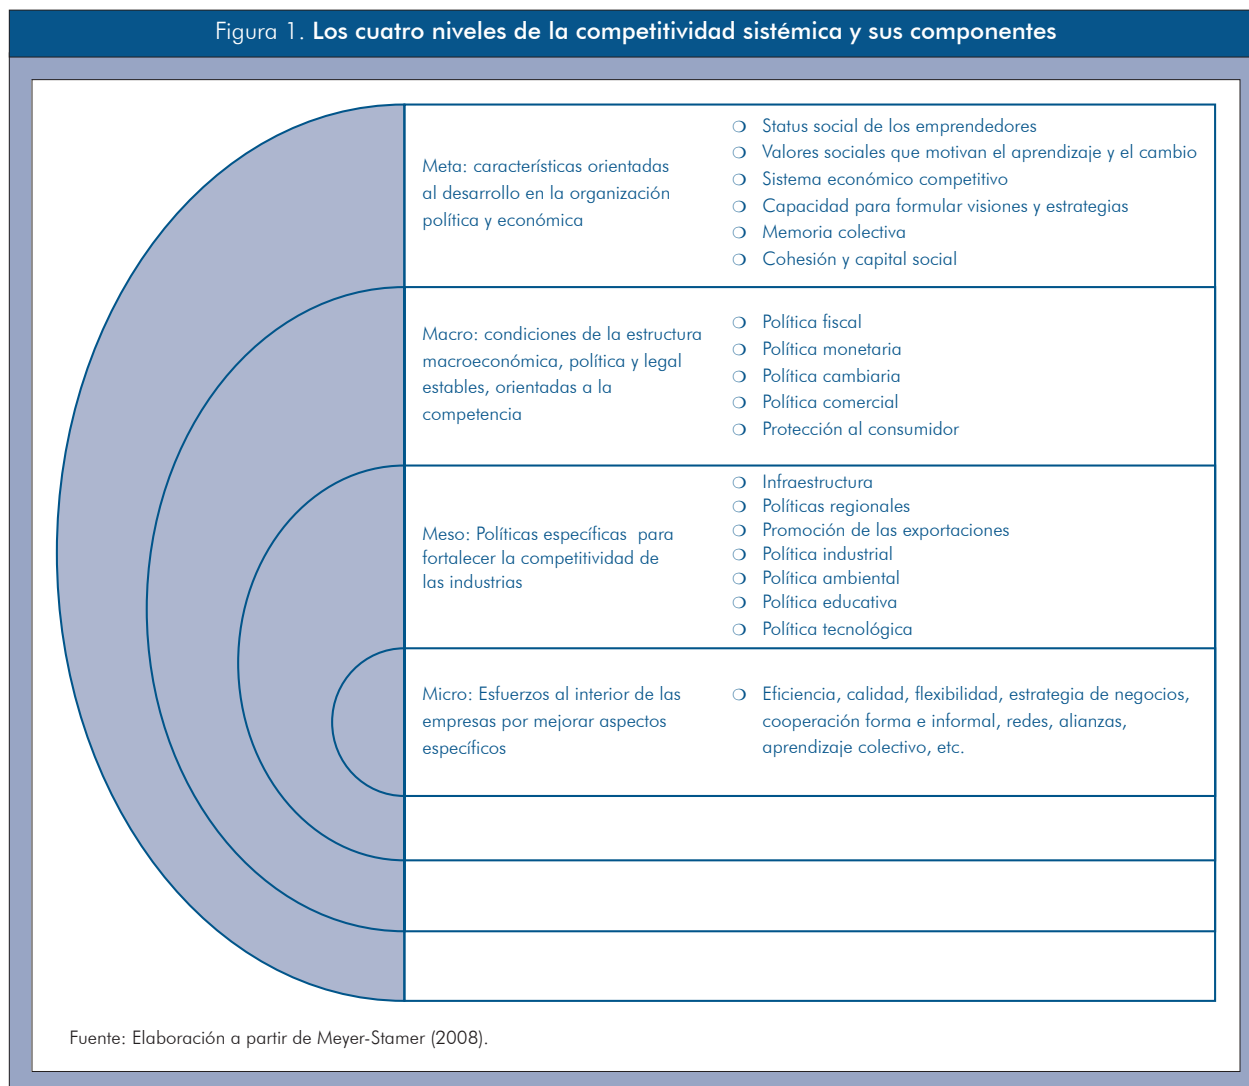 Figura 1. Los cuatro niveles de la competitividad sistémica y sus componentes
Meta: características orientadas
al desarrollo en la organización
política y económica
❍ Status social de los emprendedores
❍ Valores sociales que motivan el aprendizaje y el cambio
❍ Sistema económico competitivo
❍ Capacidad para formular visiones y estrategias
❍ Memoria colectiva
❍ Cohesión y capital social
Macro: condiciones de la estructura
macroeconómica, política y legal
estables, orientadas a la
competencia
❍ Política fiscal
❍ Política monetaria
❍ Política cambiaria
❍ Política comercial
❍ Protección al consumidor
Meso: Políticas específicas para
fortalecer la competitividad de
las industrias
❍ Infraestructura
❍ Políticas regionales
❍ Promoción de las exportaciones
❍ Política industrial
❍ Política ambiental
❍ Política educativa
❍ Política tecnológica
Micro: Esfuerzos al interior de las
empresas por mejorar aspectos
específicos
❍ Eficiencia, calidad, flexibilidad, estrategia de negocios,
cooperación forma e informal, redes, alianzas,
aprendizaje colectivo, etc.
Fuente: Elaboración a partir de Meyer-Stamer (2008).